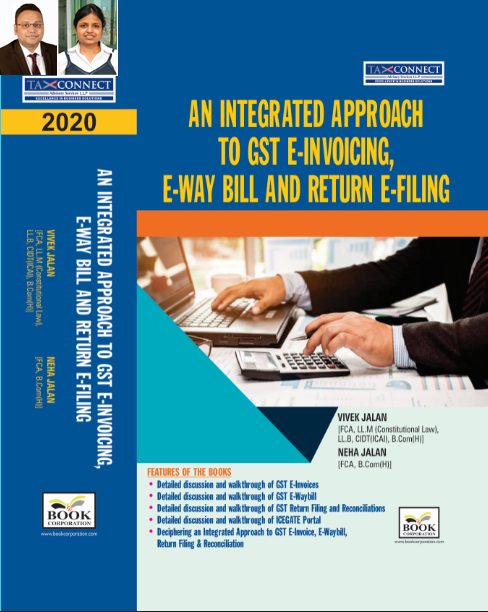 TAXCONNECT
Advisory Services LLP
EXCELLENCE IN BUSINESS SOLUTIONS
2020
AN INTEGRATED APPROACH TO GST E-INVOICING,
E-WAY BILL AND RETURN E-FILING
VIVEK JALAN
[FCA, LL.M (Constitutional Law),
LL.B, CIDT(ICAI), B.Com(H)]
NEHA JALAN
[FCA, B.Com(H)]
BOOK
CORPORATION
www.bookcorporation.com
TAXCONNECT
Advisory Services LLP
EXCELLENCE IN BUSINESS SOLUTIONS
AN INTEGRATED APPROACH
TO GST E-INVOICING,
E-WAY BILL AND RETURN E-FILING
VIVEK JALAN
[FCA, LL.M (Constitutional Law),
LL.B, CIDT(ICAI), B.Com(H)]
NEHA JALAN
[FCA, B.Com(H)]
FEATURES OF THE BOOKS
• Detailed discussion and walkthrough of GST E-Invoices
• Detailed discussion and walkthrough of GST E-Waybill
• Detailed discussion and walkthrough of GST Return Filing and Reconciliations
• Detailed discussion and walkthrough of ICEGATE Portal
• Deciphering an Integrated Approach to GST E-Invoice, E-Waybill,
Return Filing & Reconciliation
BOOK
CORPORATION
www.bookcorporation.com